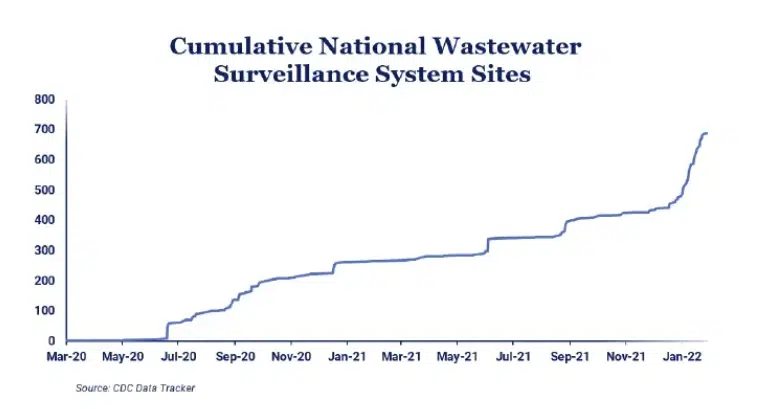 Cumulative National Wastewater
Surveillance System Sites
800
700
600
500
400
300
200
100
0
Mar-20 May-20 Jul-20 Sep-20 Nov-20 Jan-21 Mar-21 May-21 Jul-21 Sep-21 Nov-21 Jan-22
Source: CDC Data Tracker